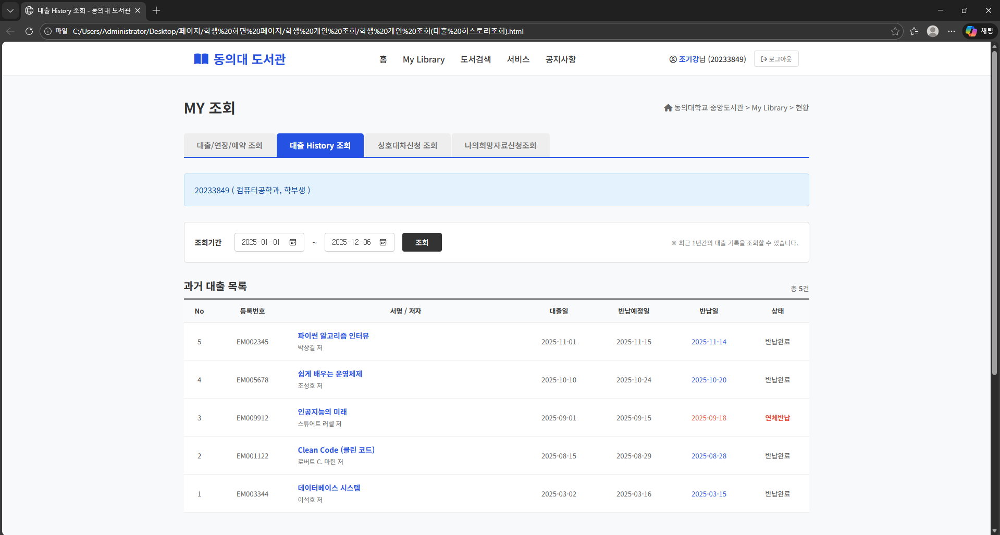 대출 History 조회 - 동의대 도서관
파일 C:/Users/Administrator/Desktop/페이지/학생%20화면%20페이지/학생%20개인%20조회/학생%20개인%20조회(대출%20히스토리조회).html
채팅
동의대 도서관 홈 My Library 도서검색 서비스 공지사항 조기강님 (20233849) 로그아웃
MY 조회
동의대학교 중앙도서관 > My Library > 현황
대출/연장/예약 조회 대출 History 조회 상호대차신청 조회 나의희망자료신청조회
20233849 ( 컴퓨터공학과, 학부생 )
조회기간 2025-01-01 ~ 2025-12-06 조회 ※ 최근 1년간의 대출 기록을 조회할 수 있습니다.
과거 대출 목록
총 5건
No 등록번호 서명 / 저자 대출일 반납예정일 반납일 상태
5 EM002345 파이썬 알고리즘 인터뷰 2025-11-01 2025-11-15 2025-11-14 반납완료
박상길 저
4 EM005678 쉽게 배우는 운영체제 2025-10-10 2025-10-24 2025-10-20 반납완료
조성호 저
3 EM009912 인공지능의 미래 2025-09-01 2025-09-15 2025-09-18 연체반납
스튜어트 러셀 저
2 EM001122 Clean Code (클린 코드) 2025-08-15 2025-08-29 2025-08-28 반납완료
로버트 C. 마틴 저
1 EM003344 데이터베이스 시스템 2025-03-02 2025-03-16 2025-03-15 반납완료
이석호 저